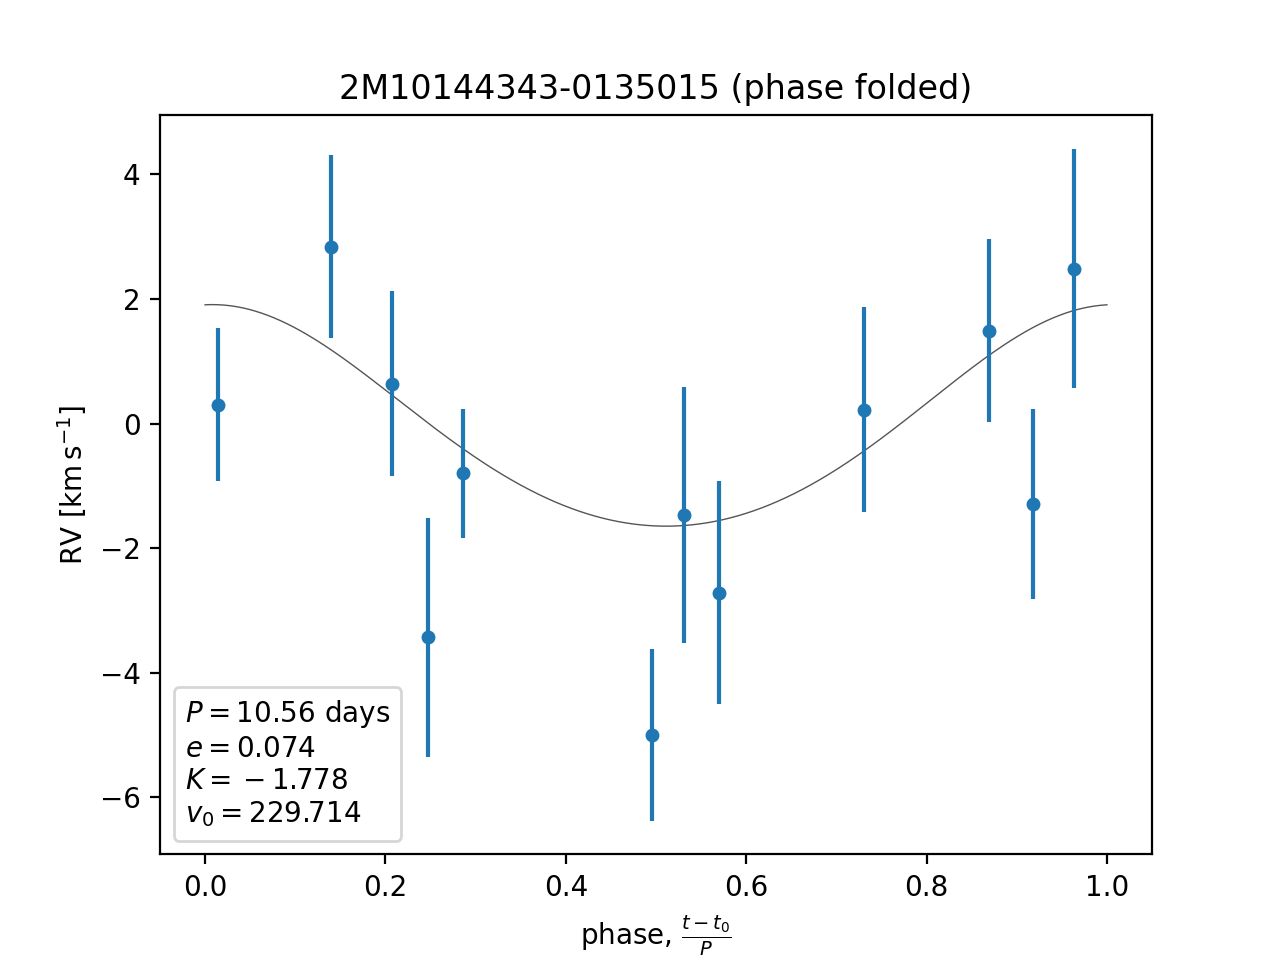 2M10144343-0135015 (phase folded)
RV [km s⁻¹]
4
2
0
−2
−4
−6
P = 10.56 days
e = 0.074
K = −1.778
v₀ = 229.714
0.0 0.2 0.4 0.6 0.8 1.0
phase, (t − t₀)/P